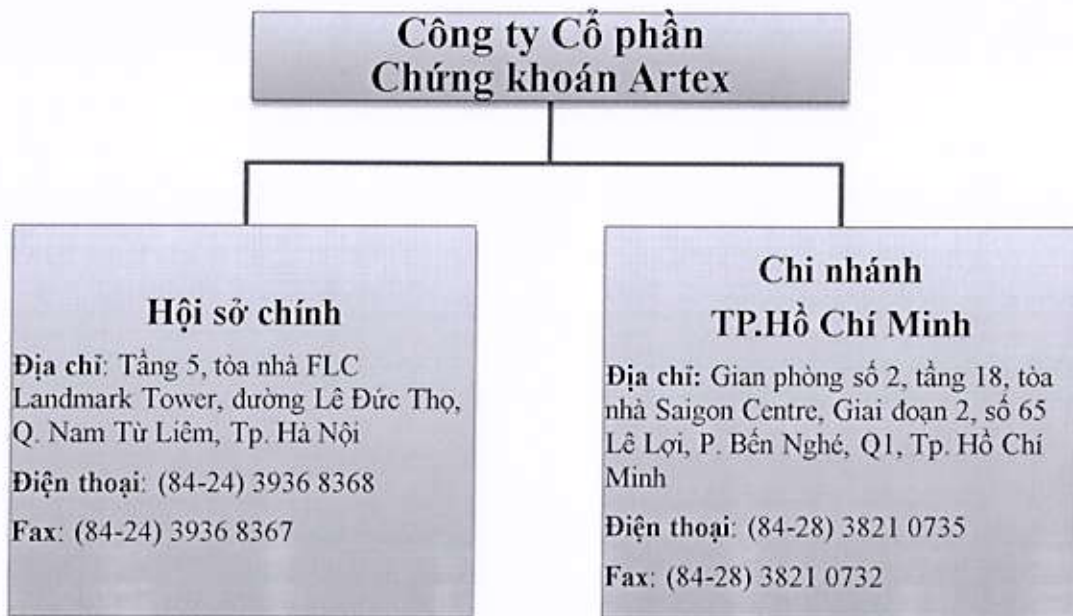 Công ty Cổ phần
Chứng khoán Artex
Hội sở chính
Địa chỉ: Tầng 5, tòa nhà FLC
Landmark Tower, đường Lê Đức Thọ,
Q. Nam Từ Liêm, Tp. Hà Nội
Điện thoại: (84-24) 3936 8368
Fax: (84-24) 3936 8367
Chi nhánh
TP.Hồ Chí Minh
Địa chỉ: Gian phòng số 2, tầng 18, tòa
nhà Saigon Centre, Giai đoạn 2, số 65
Lê Lợi, P. Bến Nghé, Q1, Tp. Hồ Chí
Minh
Điện thoại: (84-28) 3821 0735
Fax: (84-28) 3821 0732